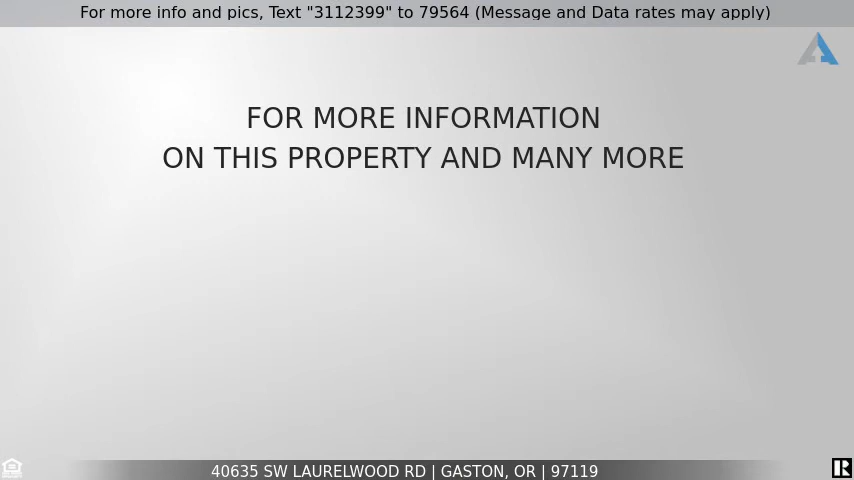 For more info and pics, Text "3112399" to 79564 (Message and Data rates may apply)
FOR MORE INFORMATION
ON THIS PROPERTY AND MANY MORE
40635 SW LAURELWOOD RD | GASTON, OR | 97119